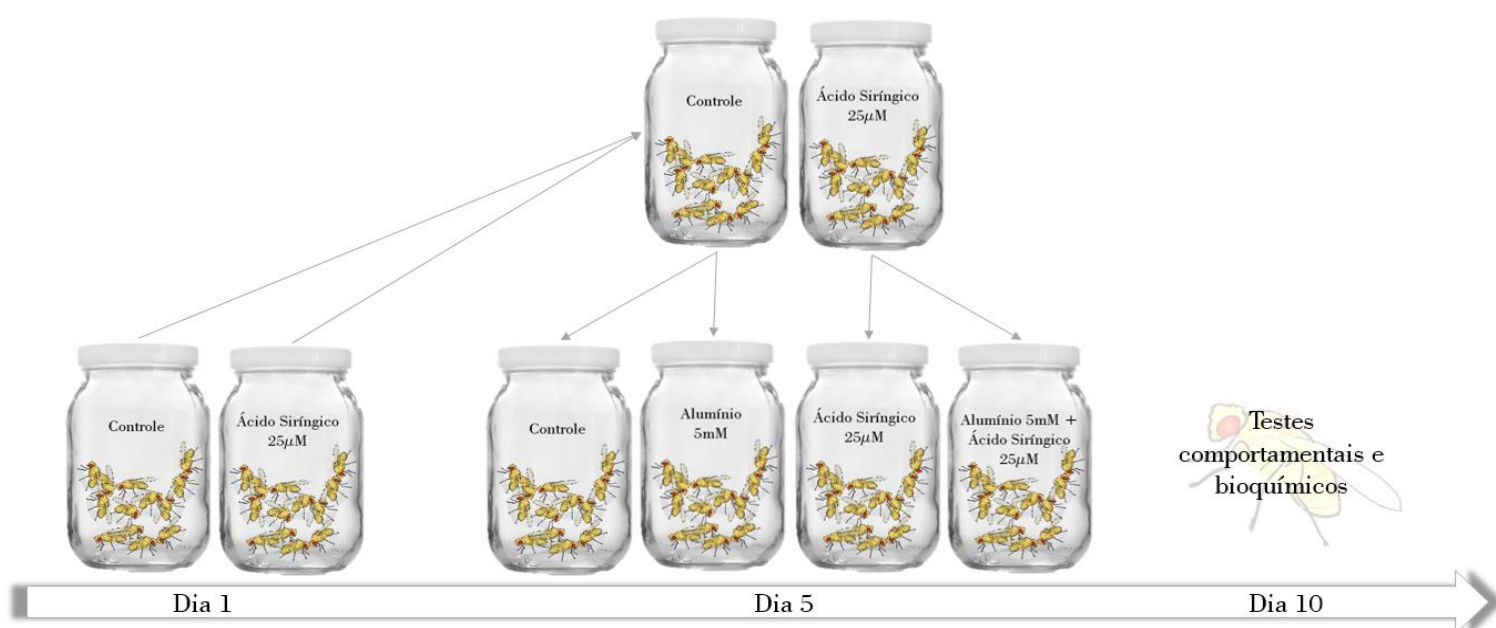 Controle
Ácido Siríngico
25µM
Controle
Ácido Siríngico
25µM
Controle
Alumínio
5mM
Ácido Siríngico
25µM
Alumínio 5mM +
Ácido Siríngico
25µM
Testes
comportamentais e
bioquímicos
Dia 1
Dia 5
Dia 10